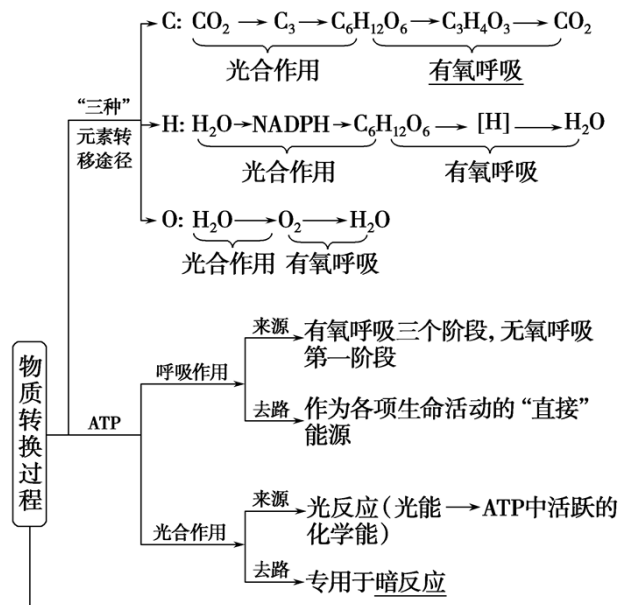 C: CO₂→C₃→C₆H₁₂O₆→C₃H₄O₃→CO₂
光合作用 有氧呼吸
“三种”
元素转
移途径
H: H₂O→NADPH→C₆H₁₂O₆→[H]→H₂O
光合作用 有氧呼吸
O: H₂O→O₂→H₂O
光合作用 有氧呼吸
物质转换过程
ATP
呼吸作用
来源
有氧呼吸三个阶段, 无氧呼吸
第一阶段
去路
作为各项生命活动的“直接”
能源
光合作用
来源
光反应(光能→ATP中活跃的
化学能)
去路
专用于暗反应